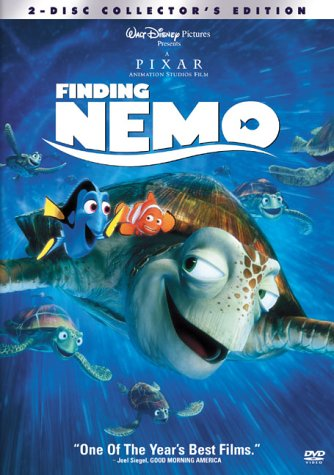 2-DISC COLLECTOR'S EDITION
WALT DISNEY PICTURES
Presents
A
PIXAR
ANIMATION STUDIOS FILM
FINDING
NEMO
"One Of The Year's Best Films."
– Joel Siegel, GOOD MORNING AMERICA
DVD
VIDEO